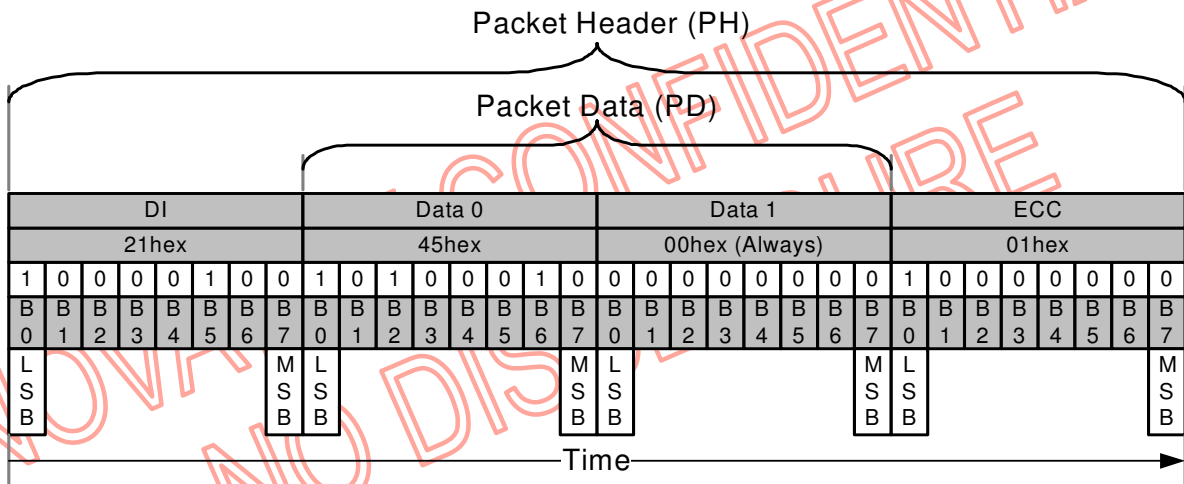 Packet Header (PH)
Packet Data (PD)
DI Data 0 Data 1 ECC
21hex 45hex 00hex (Always) 01hex
1 0 0 0 0 1 0 0 1 0 1 0 0 0 1 0 0 0 0 0 0 0 0 0 1 0 0 0 0 0 0 0
B0 B1 B2 B3 B4 B5 B6 B7 B0 B1 B2 B3 B4 B5 B6 B7 B0 B1 B2 B3 B4 B5 B6 B7 B0 B1 B2 B3 B4 B5 B6 B7
LSB MSB LSB MSB LSB MSB LSB MSB
Time
CONFIDENTIA
NO DIS URE